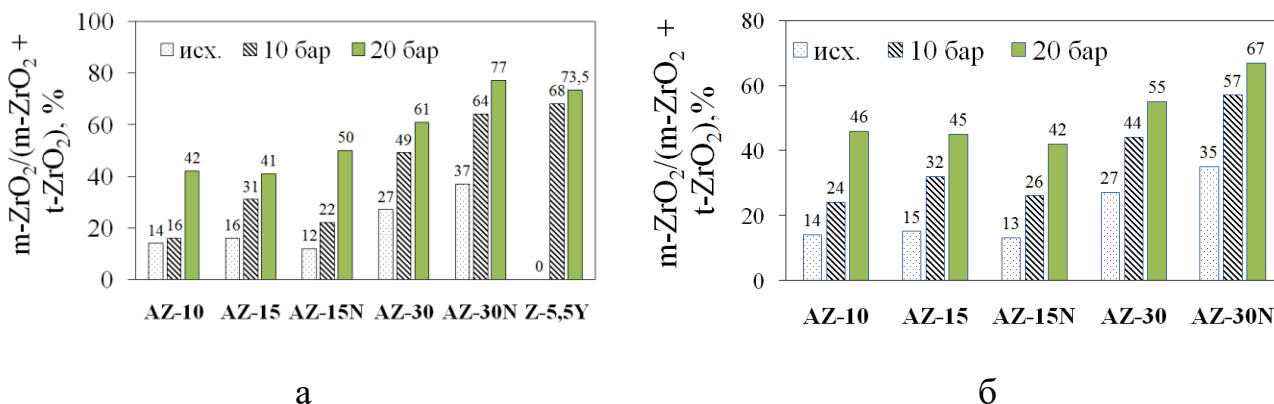 m-ZrO₂/(m-ZrO₂ +
t-ZrO₂), %
100
80
60
40
20
0
исх. 10 бар 20 бар
14 16 42
16 31 41
12 22 50
27 49 61
37 64 77
0 68 73,5
AZ-10 AZ-15 AZ-15N AZ-30 AZ-30N Z-5,5Y
а
m-ZrO₂/(m-ZrO₂ +
t-ZrO₂),%
80
60
40
20
0
исх. 10 бар 20 бар
14 24 46
15 32 45
13 26 42
27 44 55
35 57 67
AZ-10 AZ-15 AZ-15N AZ-30 AZ-30N
б